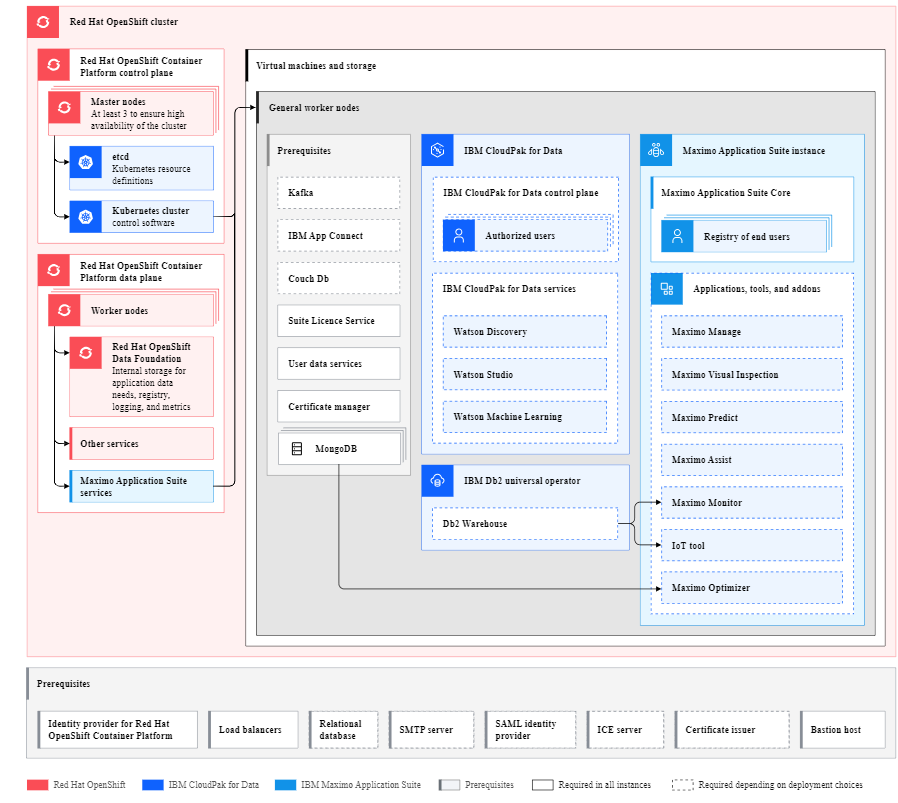 Red Hat OpenShift cluster
Red Hat OpenShift Container
Platform control plane
Master nodes
At least 3 to ensure high
availability of the cluster
etcd
Kubernetes resource
definitions
Kubernetes cluster
control software
Red Hat OpenShift Container
Platform data plane
Worker nodes
Red Hat OpenShift
Data Foundation
Internal storage for
application data
needs, registry,
logging, and metrics
Other services
Maximo Application Suite
services
Virtual machines and storage
General worker nodes
Prerequisites
Kafka
IBM App Connect
Couch Db
Suite Licence Service
User data services
Certificate manager
MongoDB
IBM CloudPak for Data
IBM CloudPak for Data control plane
Authorized users
IBM CloudPak for Data services
Watson Discovery
Watson Studio
Watson Machine Learning
IBM Db2 universal operator
Db2 Warehouse
Maximo Application Suite instance
Maximo Application Suite Core
Registry of end users
Applications, tools, and addons
Maximo Manage
Maximo Visual Inspection
Maximo Predict
Maximo Assist
Maximo Monitor
IoT tool
Maximo Optimizer
Prerequisites
Identity provider for Red Hat
OpenShift Container Platform
Load balancers
Relational
database
SMTP server
SAML identity
provider
ICE server
Certificate issuer
Bastion host
Red Hat OpenShift
IBM CloudPak for Data
IBM Maximo Application Suite
Prerequisites
Required in all instances
Required depending on deployment choices